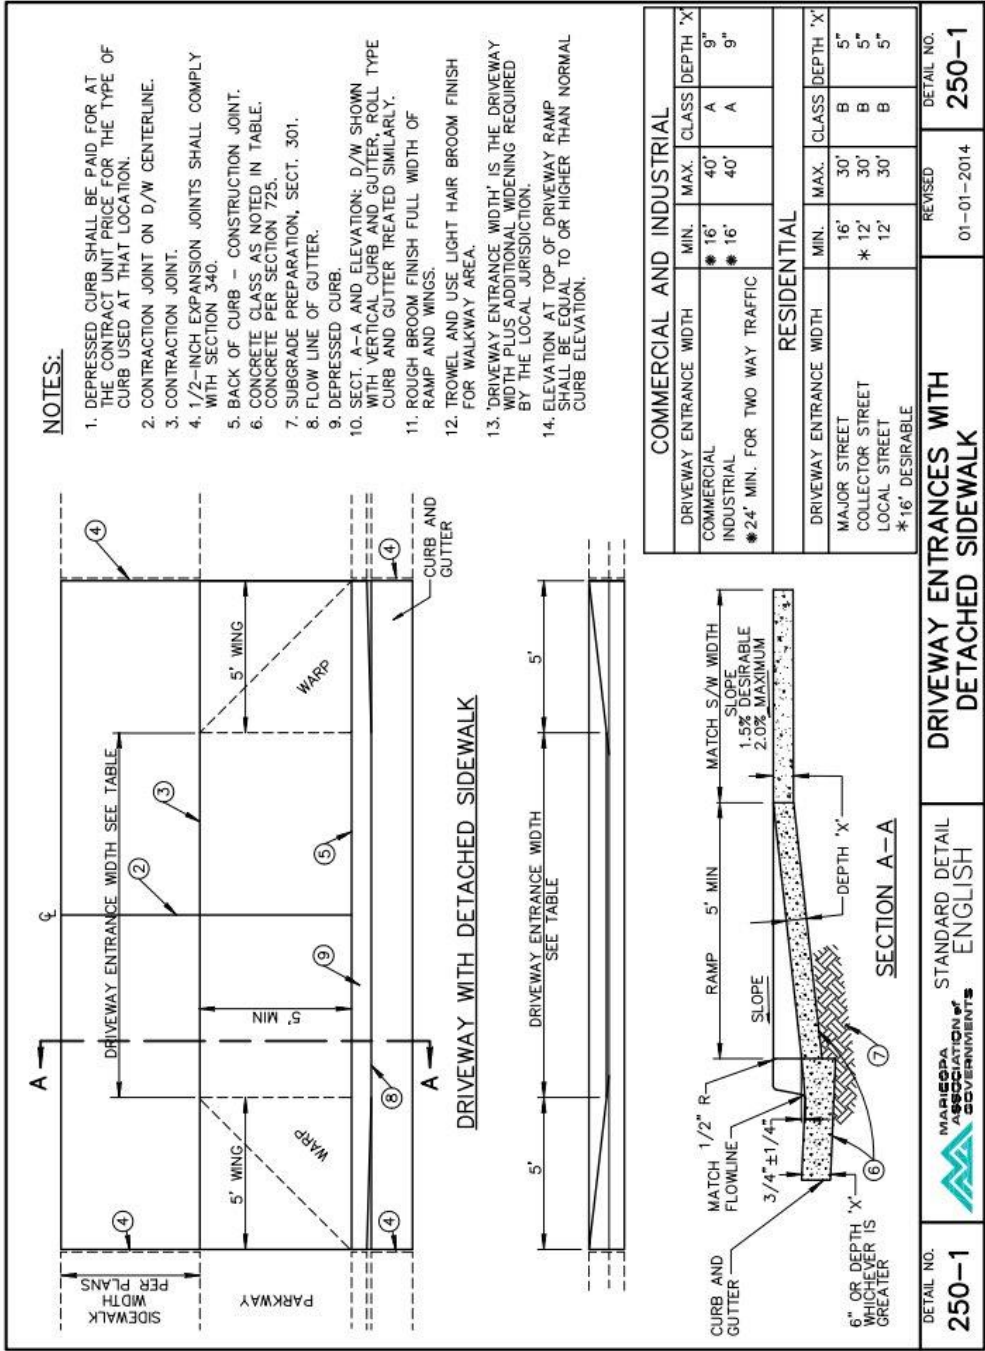 NOTES:
1. DEPRESSED CURB SHALL BE PAID FOR AT
THE CONTRACT UNIT PRICE FOR THE TYPE OF
CURB USED AT THAT LOCATION.
2. CONTRACTION JOINT ON D/W CENTERLINE.
3. CONTRACTION JOINT.
4. 1/2-INCH EXPANSION JOINTS SHALL COMPLY
WITH SECTION 340.
5. BACK OF CURB - CONSTRUCTION JOINT.
6. CONCRETE CLASS AS NOTED IN TABLE.
CONCRETE PER SECTION 725.
7. SUBGRADE PREPARATION, SECT. 301.
8. FLOW LINE OF GUTTER.
9. DEPRESSED CURB.
10. SECT. A-A AND ELEVATION: D/W SHOWN
WITH VERTICAL CURB AND GUTTER, ROLL TYPE
CURB AND GUTTER TREATED SIMILARLY.
11. ROUGH BROOM FINISH FULL WIDTH OF
RAMP AND WINGS.
12. TROWEL AND USE LIGHT HAIR BROOM FINISH
FOR WALKWAY AREA.
13. 'DRIVEWAY ENTRANCE WIDTH' IS THE DRIVEWAY
WIDTH PLUS ADDITIONAL WIDENING REQUIRED
BY THE LOCAL JURISDICTION.
14. ELEVATION AT TOP OF DRIVEWAY RAMP
SHALL BE EQUAL TO OR HIGHER THAN NORMAL
CURB ELEVATION.
SIDEWALK
WIDTH
PER PLANS
PARKWAY
4
4
A
A
DRIVEWAY ENTRANCE WIDTH SEE TABLE
℄
2
3
5' WING
WARP
5' MIN
9
5
8
5' WING
WARP
4
4
CURB AND
GUTTER
DRIVEWAY WITH DETACHED SIDEWALK
5'
DRIVEWAY ENTRANCE WIDTH
SEE TABLE
5'
CURB AND
GUTTER
MATCH
FLOWLINE
1/2" R
3/4"±1/4"
6" OR DEPTH 'X'
WHICHEVER IS
GREATER
6
7
SLOPE
RAMP 5' MIN
MATCH S/W WIDTH
SLOPE
1.5% DESIRABLE
2.0% MAXIMUM
DEPTH 'X'
SECTION A-A
COMMERCIAL AND INDUSTRIAL
DRIVEWAY ENTRANCE WIDTH MIN. MAX. CLASS DEPTH 'X'
COMMERCIAL * 16' 40' A 9"
INDUSTRIAL * 16' 40' A 9"
* 24' MIN. FOR TWO WAY TRAFFIC
RESIDENTIAL
DRIVEWAY ENTRANCE WIDTH MIN. MAX. CLASS DEPTH 'X'
MAJOR STREET 16' 30' B 5"
COLLECTOR STREET * 12' 30' B 5"
LOCAL STREET 12' 30' B 5"
* 16' DESIRABLE
DETAIL NO.
250-1
MARICOPA
ASSOCIATION of
GOVERNMENTS
STANDARD DETAIL
ENGLISH
DRIVEWAY ENTRANCES WITH
DETACHED SIDEWALK
REVISED
01-01-2014
DETAIL NO.
250-1